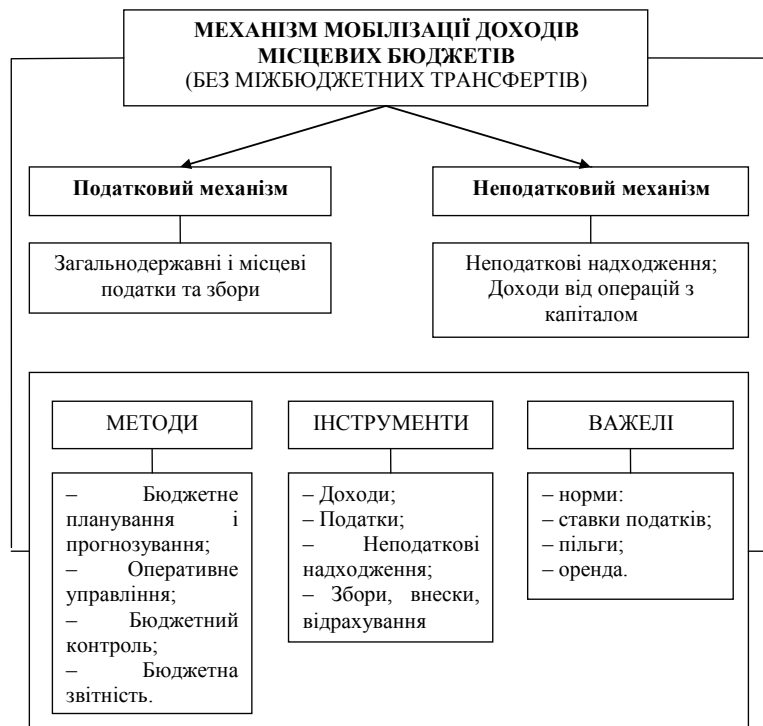 МЕХАНІЗМ МОБІЛІЗАЦІЇ ДОХОДІВ
МІСЦЕВИХ БЮДЖЕТІВ
(БЕЗ МІЖБЮДЖЕТНИХ ТРАНСФЕРТІВ)
Податковий механізм
Неподатковий механізм
Загальнодержавні і місцеві
податки та збори
Неподаткові надходження;
Доходи від операцій з
капіталом
МЕТОДИ
ІНСТРУМЕНТИ
ВАЖЕЛІ
– Бюджетне
планування і
прогнозування;
– Оперативне
управління;
– Бюджетний
контроль;
– Бюджетна
звітність.
– Доходи;
– Податки;
– Неподаткові
надходження;
– Збори, внески,
відрахування
– норми:
– ставки податків;
– пільги;
– оренда.